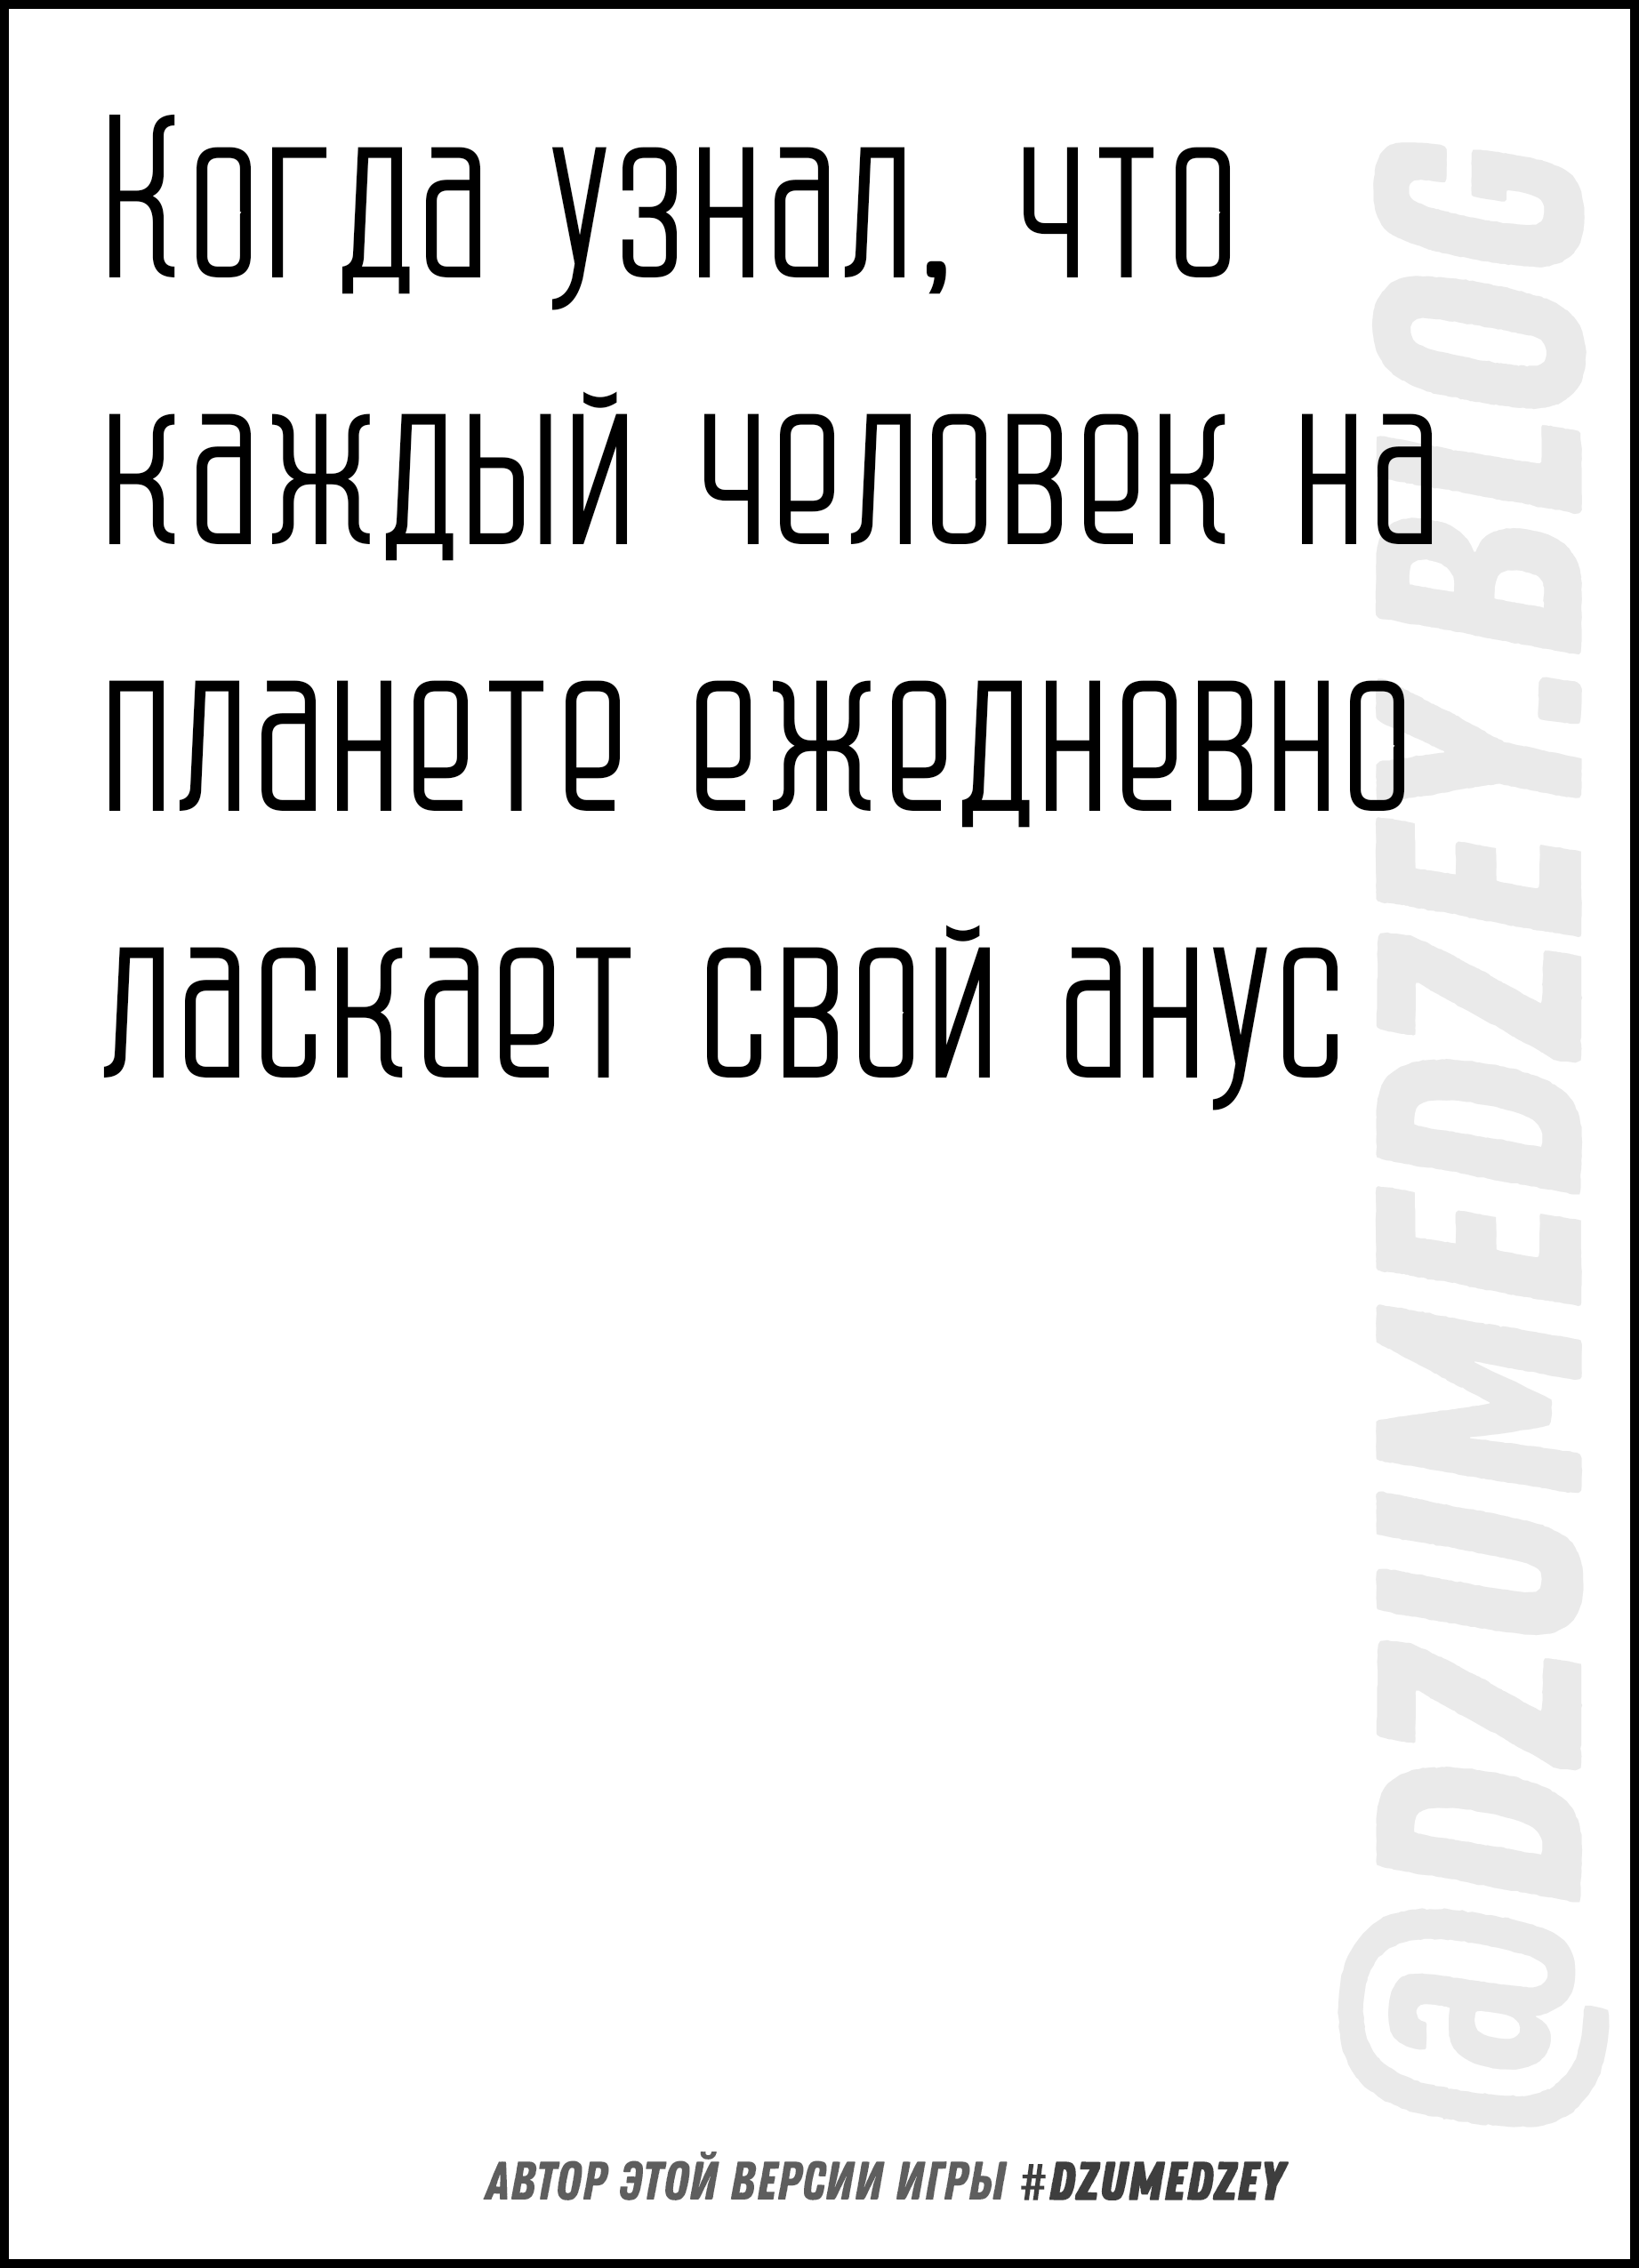 Когда узнал, что
каждый человек на
планете ежедневно
ласкает свой анус
@DZUMEDZEY.BLOG
АВТОР ЭТОЙ ВЕРСИИ ИГРЫ #DZUMEDZEY